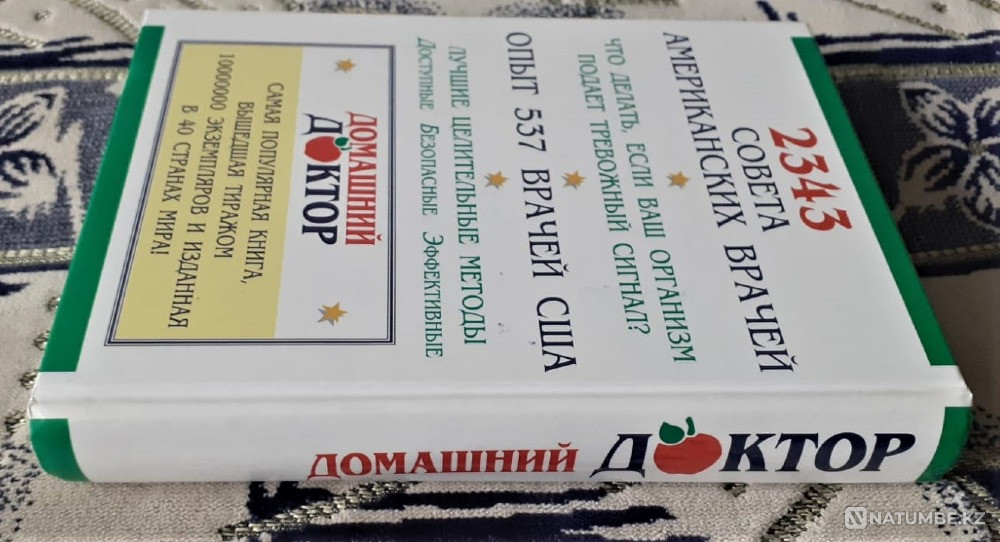 2343
СОВЕТА
АМЕРИКАНСКИХ ВРАЧЕЙ
ЧТО ДЕЛАТЬ, ЕСЛИ ВАШ ОРГАНИЗМ
ПОДАЕТ ТРЕВОЖНЫЙ СИГНАЛ?
ОПЫТ 537 ВРАЧЕЙ США
ЛУЧШИЕ ЦЕЛИТЕЛЬНЫЕ МЕТОДЫ
ДОСТУПНЫЕ БЕЗОПАСНЫЕ ЭФФЕКТИВНЫЕ
ДОМАШНИЙ
ДОКТОР
САМАЯ ПОПУЛЯРНАЯ КНИГА,
ВЫШЕДШАЯ ТИРАЖОМ
10000000 ЭКЗЕМПЛЯРОВ И ИЗДАННАЯ
В 40 СТРАНАХ МИРА!
ДОМАШНИЙ ДОКТОР
NATUMBE.KZ